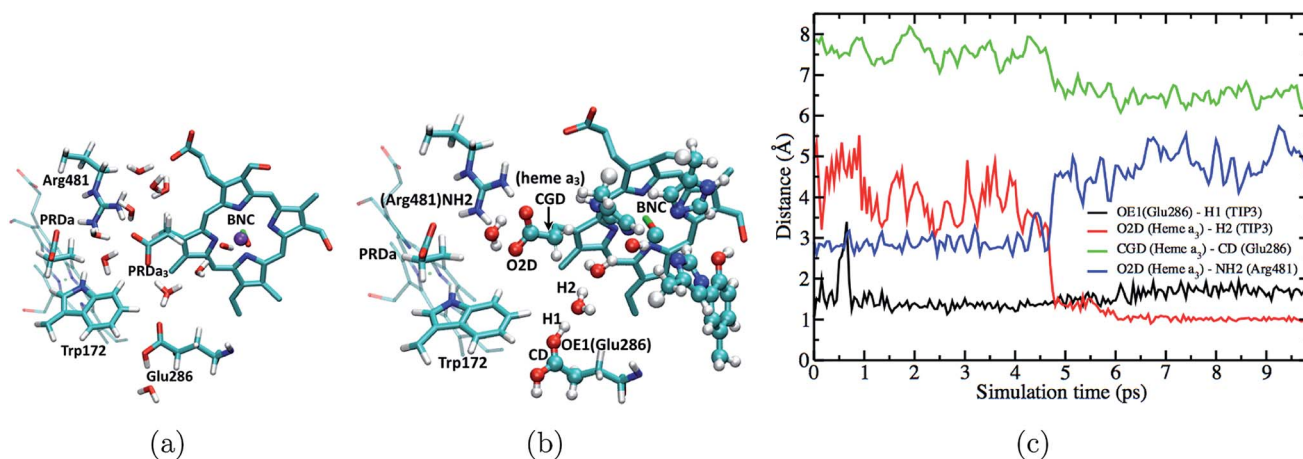 Arg481
PRDa
BNC
PRDa₃
Trp172
Glu286
(a)
(heme a₃)
(Arg481)NH2
CGD
BNC
PRDa
O2D
H2
H1
OE1(Glu286)
Trp172
CD
(b)
8
7
6
5
4
3
2
1
0
Distance (Å)
OE1(Glu286) - H1 (TIP3)
O2D (Heme a₃) - H2 (TIP3)
CGD (Heme a₃) - CD (Glu286)
O2D (Heme a₃) - NH2 (Arg481)
0 1 2 3 4 5 6 7 8 9
Simulation time (ps)
(c)